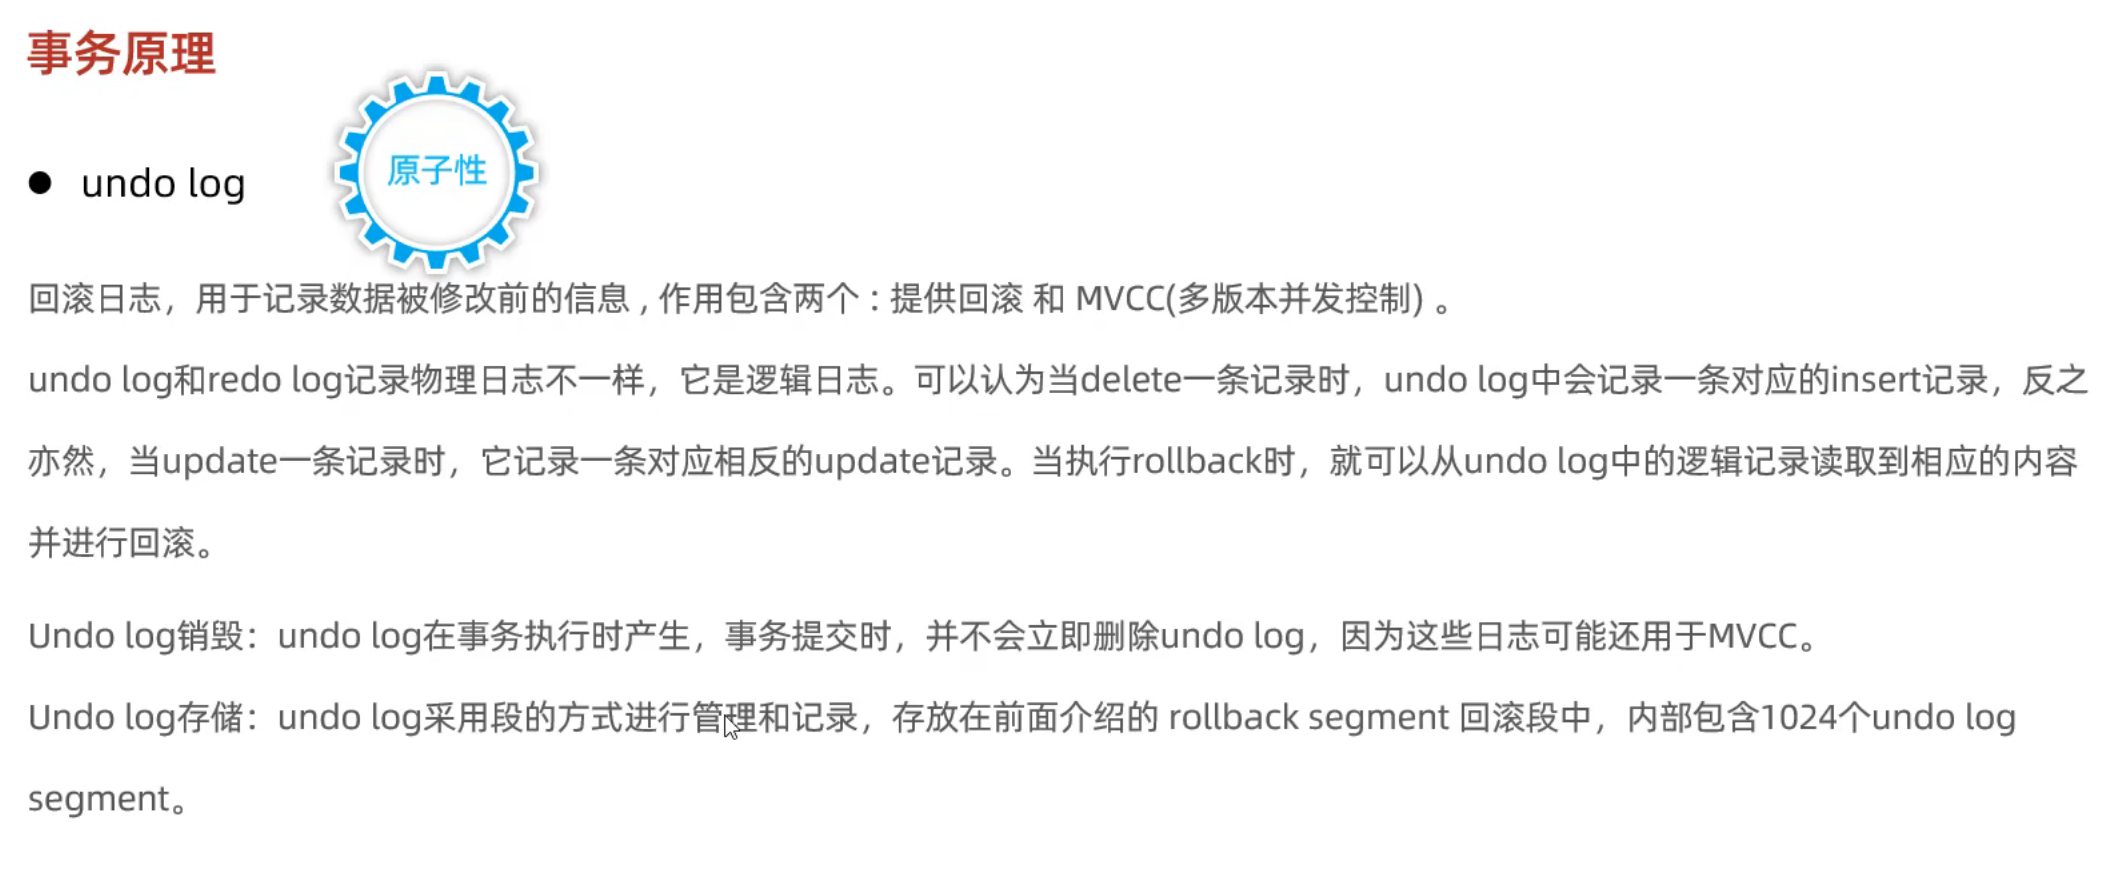 事务原理
原子性
● undo log
回滚日志，用于记录数据被修改前的信息 , 作用包含两个 : 提供回滚 和 MVCC(多版本并发控制) 。
undo log和redo log记录物理日志不一样，它是逻辑日志。可以认为当delete一条记录时，undo log中会记录一条对应的insert记录，反之
亦然，当update一条记录时，它记录一条对应相反的update记录。当执行rollback时，就可以从undo log中的逻辑记录读取到相应的内容
并进行回滚。
Undo log销毁：undo log在事务执行时产生，事务提交时，并不会立即删除undo log，因为这些日志可能还用于MVCC。
Undo log存储：undo log采用段的方式进行管理和记录，存放在前面介绍的 rollback segment 回滚段中，内部包含1024个undo log
segment。